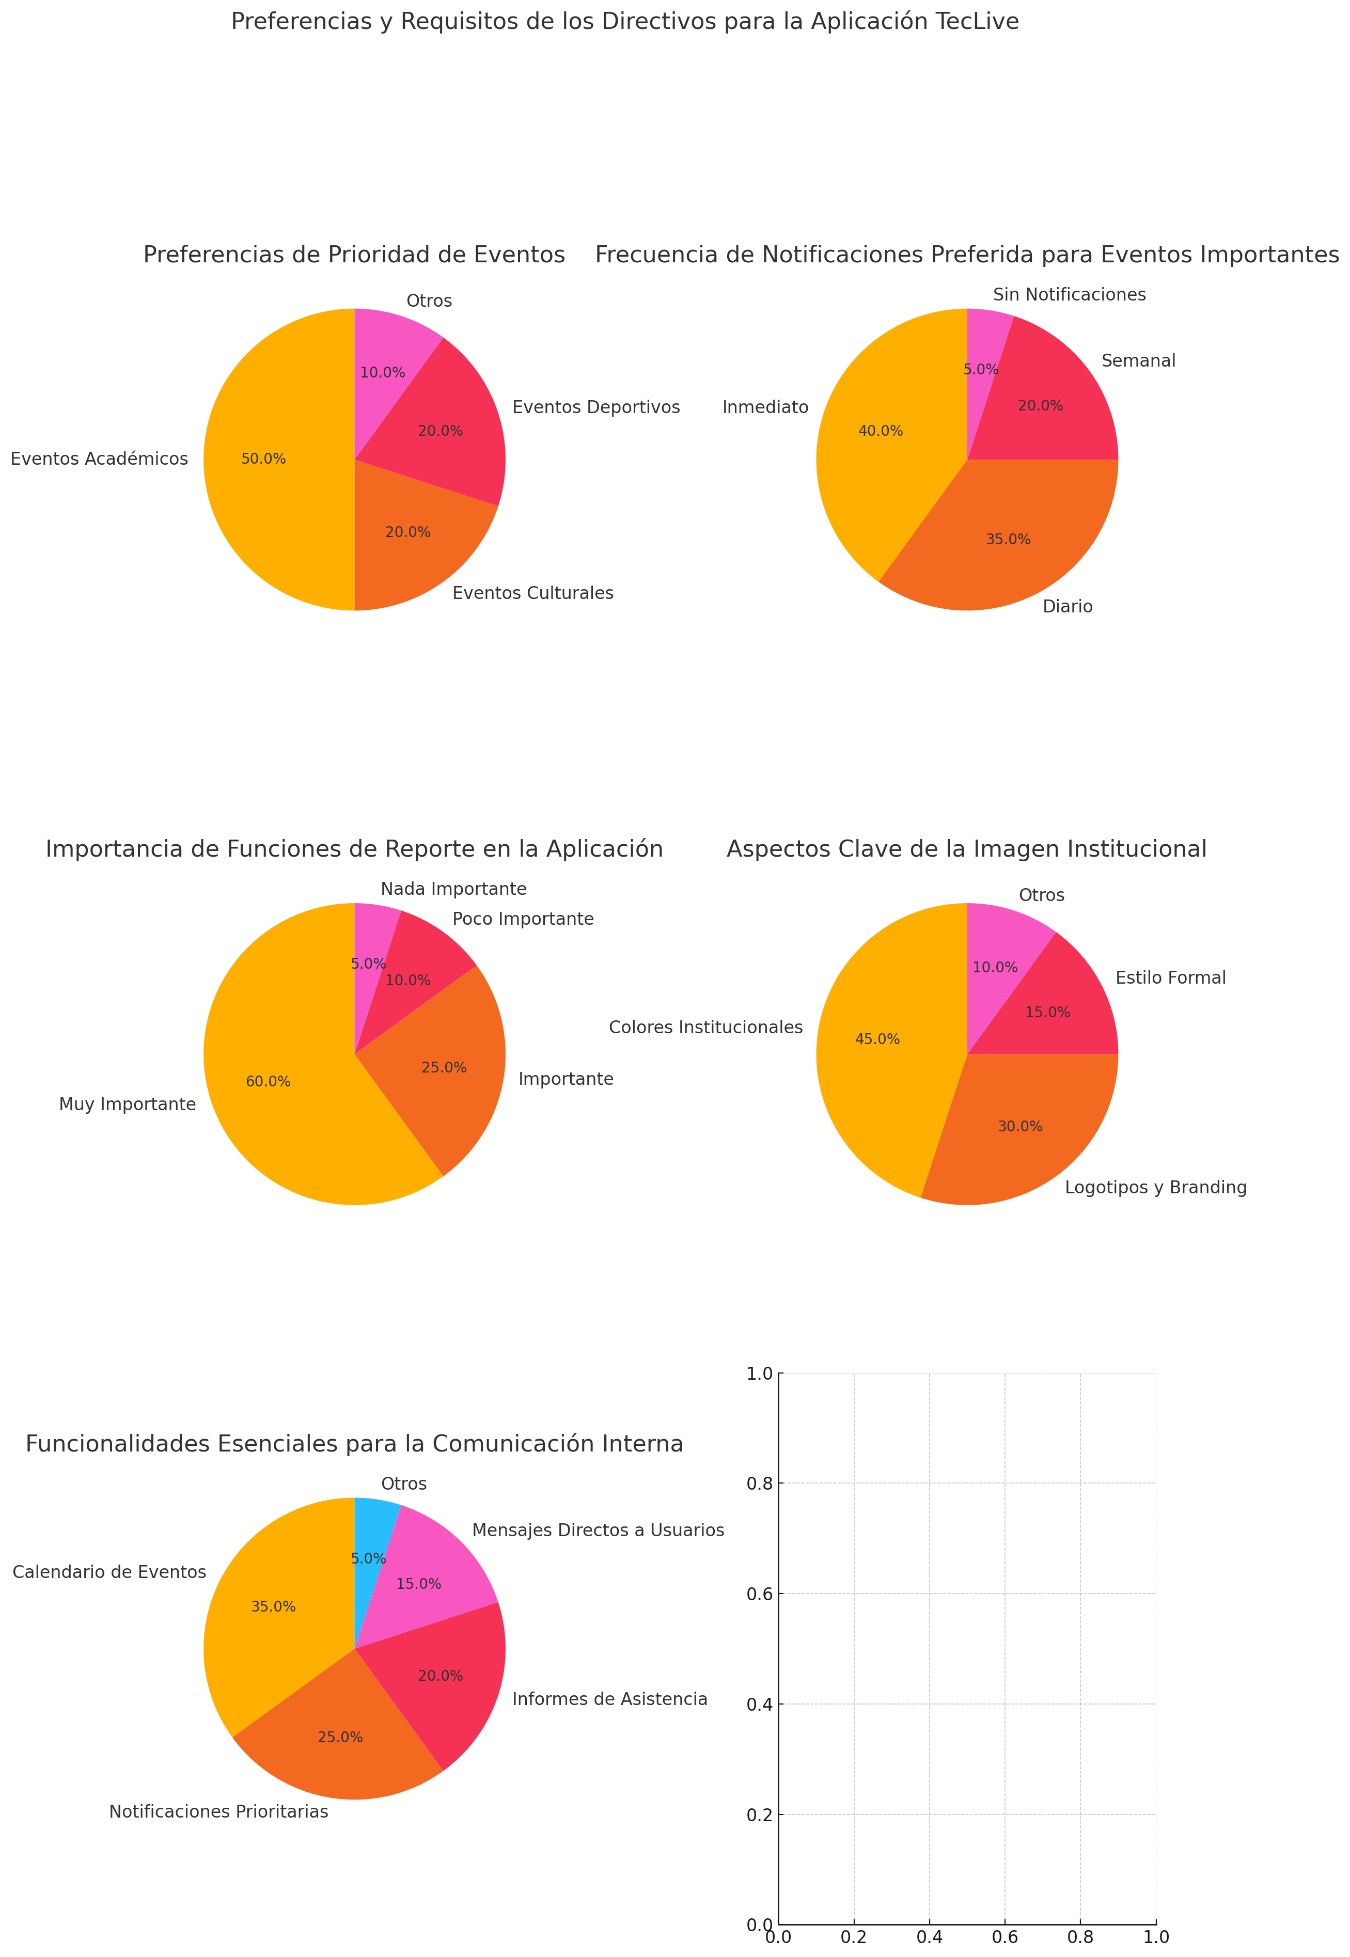 Preferencias y Requisitos de los Directivos para la Aplicación TecLive
Preferencias de Prioridad de Eventos
Otros
10.0%
Eventos Deportivos
20.0%
Eventos Académicos
50.0%
20.0%
Eventos Culturales
Frecuencia de Notificaciones Preferida para Eventos Importantes
Sin Notificaciones
Semanal
5.0%
20.0%
Inmediato
40.0%
35.0%
Diario
Importancia de Funciones de Reporte en la Aplicación
Nada Importante
Poco Importante
5.0%
10.0%
25.0%
Importante
60.0%
Muy Importante
Aspectos Clave de la Imagen Institucional
Otros
10.0%
Estilo Formal
15.0%
Colores Institucionales
45.0%
30.0%
Logotipos y Branding
Funcionalidades Esenciales para la Comunicación Interna
Otros
Mensajes Directos a Usuarios
5.0%
15.0%
Calendario de Eventos
35.0%
20.0%
Informes de Asistencia
25.0%
Notificaciones Prioritarias
1.0
0.8
0.6
0.4
0.2
0.0
0.0 0.2 0.4 0.6 0.8 1.0